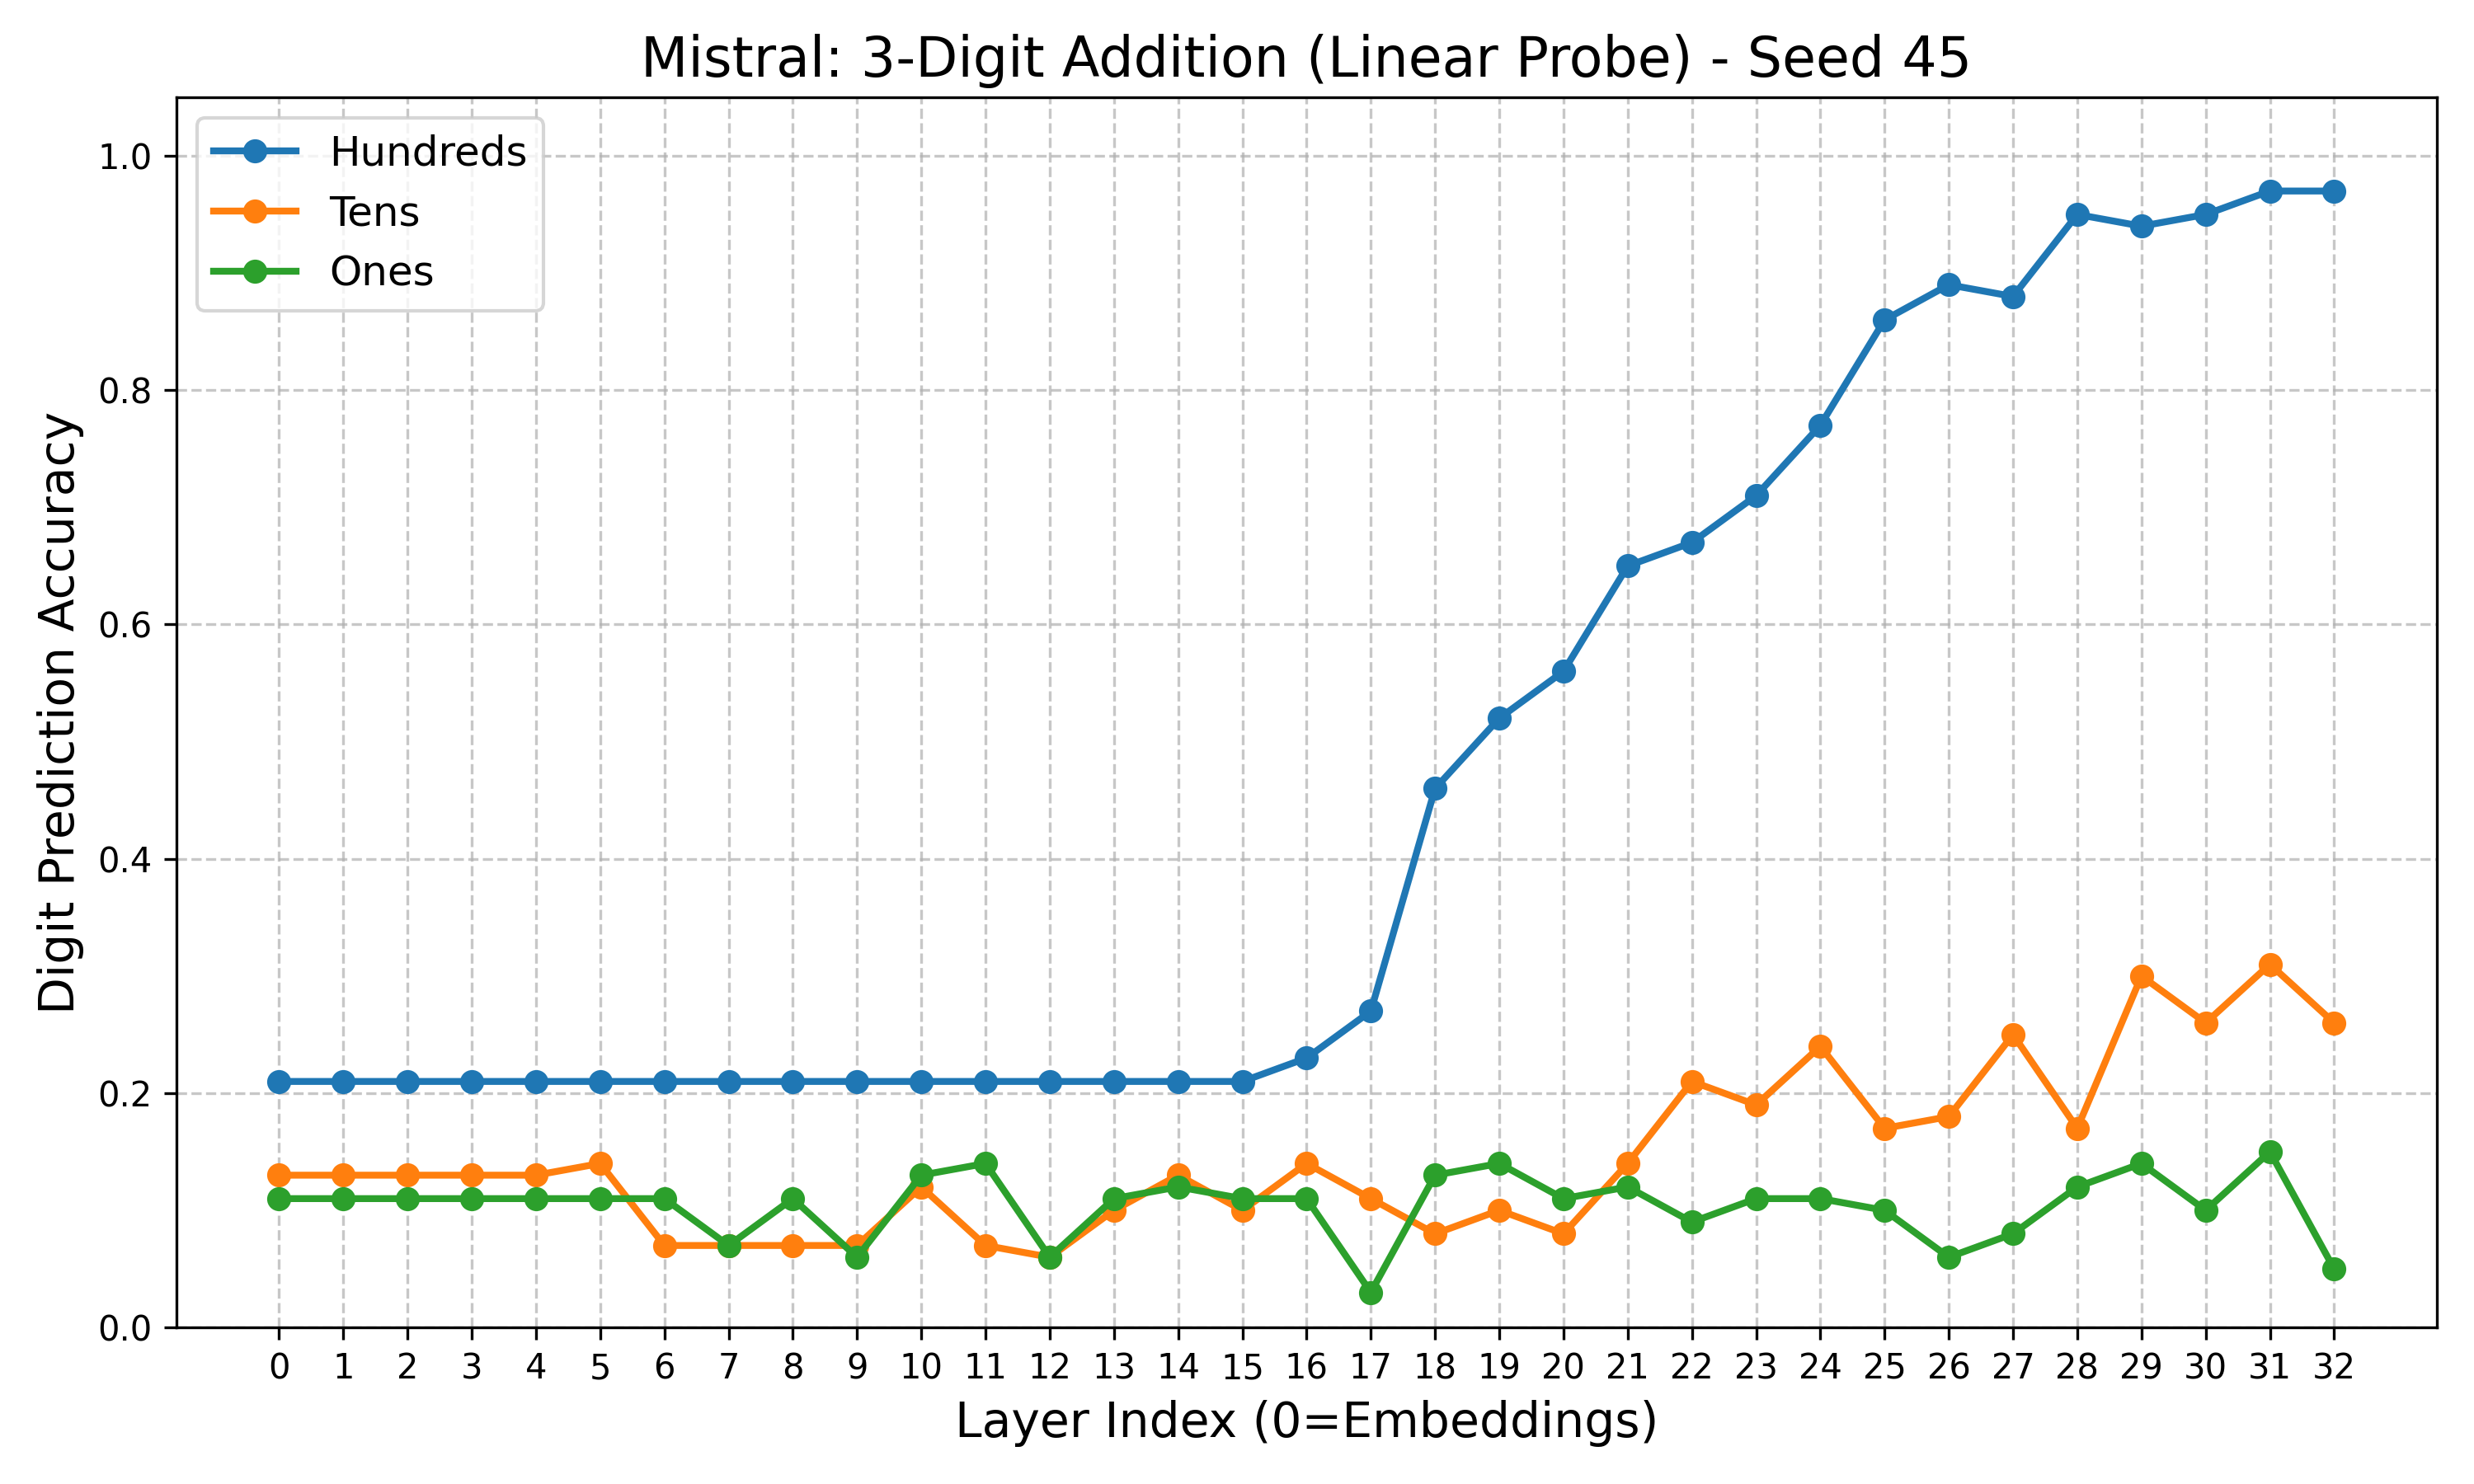 Mistral: 3-Digit Addition (Linear Probe) - Seed 45
Hundreds
Tens
Ones
Digit Prediction Accuracy
1.0
0.8
0.6
0.4
0.2
0.0
0 1 2 3 4 5 6 7 8 9 10 11 12 13 14 15 16 17 18 19 20 21 22 23 24 25 26 27 28 29 30 31 32
Layer Index (0=Embeddings)